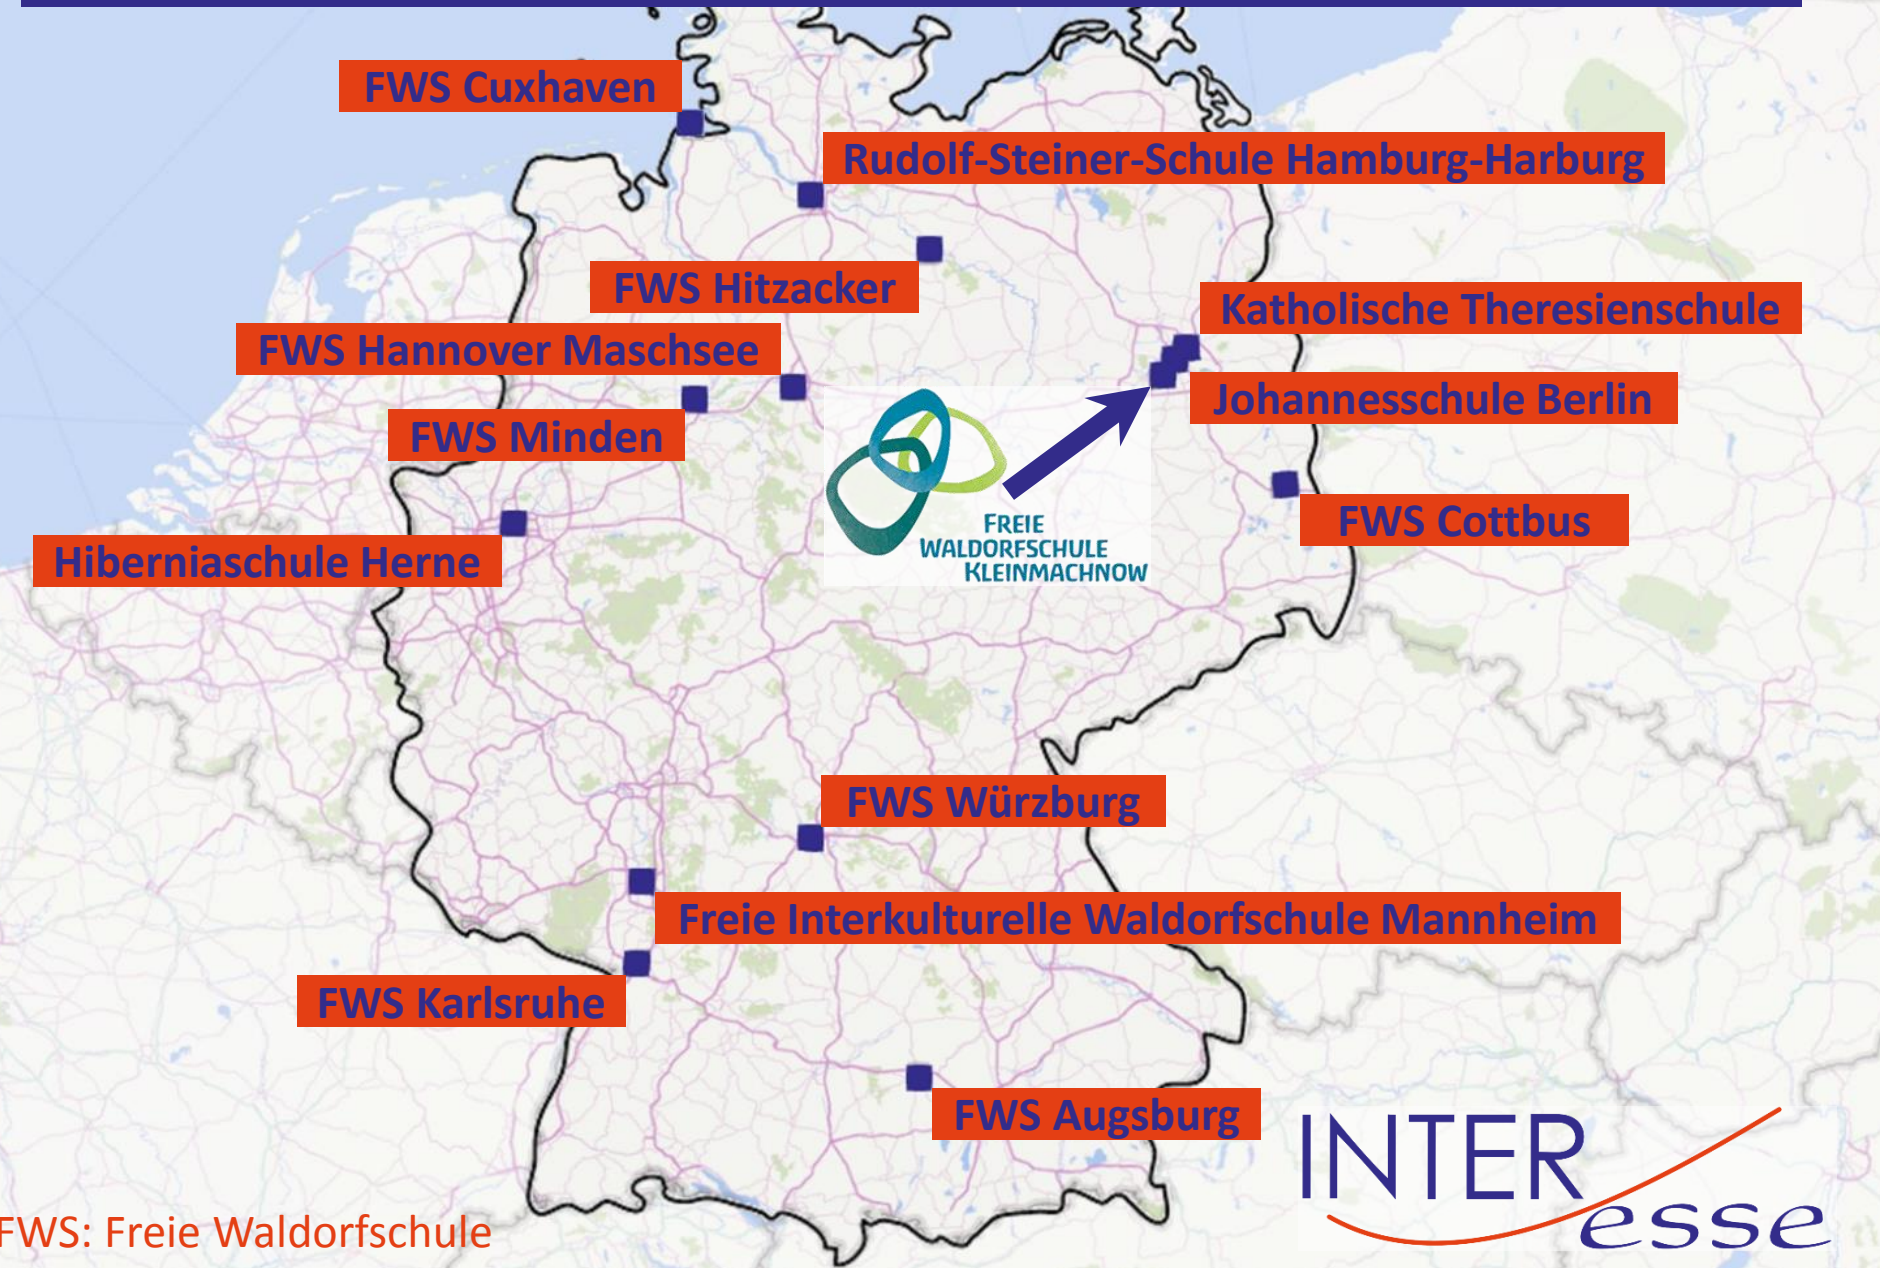 FWS Cuxhaven
Rudolf-Steiner-Schule Hamburg-Harburg
FWS Hitzacker
Katholische Theresienschule
FWS Hannover Maschsee
Johannesschule Berlin
FWS Minden
FREIE
WALDORFSCHULE
KLEINMACHNOW
FWS Cottbus
Hiberniaschule Herne
FWS Würzburg
Freie Interkulturelle Waldorfschule Mannheim
FWS Karlsruhe
FWS Augsburg
INTER
esse
FWS: Freie Waldorfschule